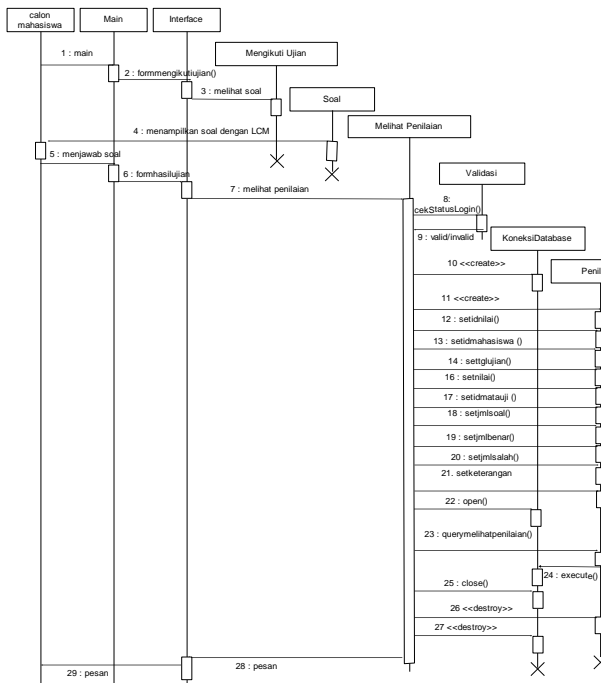 calon
mahasiswa
Main
Interface
1 : main
Mengikuti Ujian
2 : formmengikutiujian()
3 : melihat soal
Soal
Melihat Penilaian
4 : menampilkan soal dengan LCM
5 : menjawab soal
6 : formhasilujian
7 : melihat penilaian
Validasi
8:
cekStatusLogin()
9 : valid/invalid
KoneksiDatabase
10 <<create>>
Penil
11 : <<create>>
12 : setidnilai()
13 : setidmahasiswa ()
14 : settglujian()
16 : setnilai()
17 : setidmatauji ()
18 : setjmlsoal()
19 : setjmlbenar()
20 : setjmlsalah()
21. setketerangan
22 : open()
23 : querymelihatpenilaian()
24 : execute()
25 : close()
26 <<destroy>>
27 <<destroy>>
28 : pesan
29 : pesan